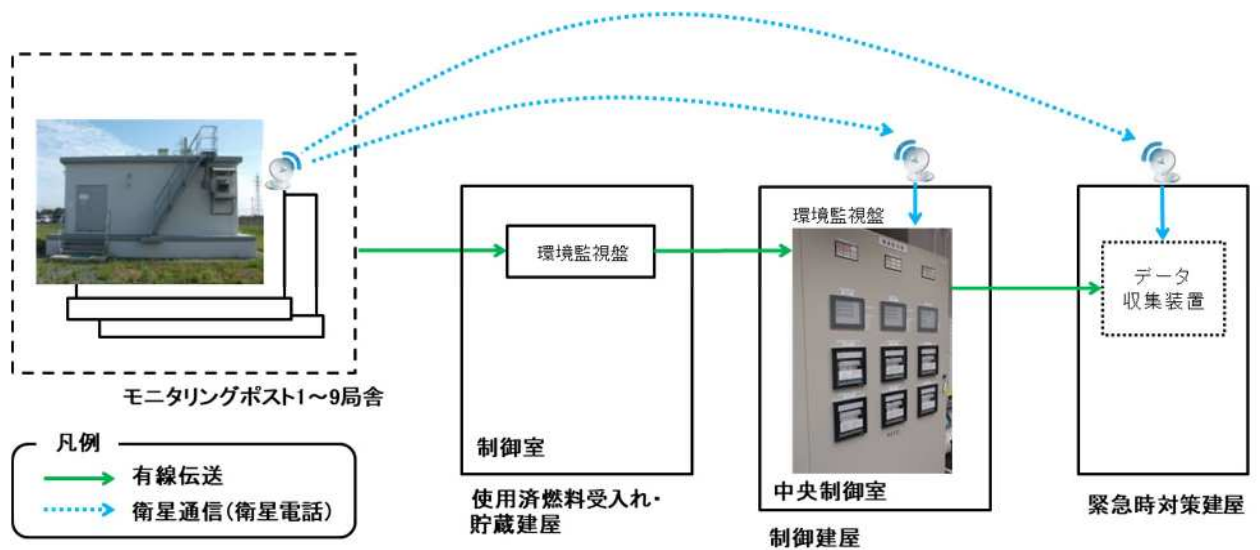 モニタリングポスト1～9局舎
凡例
有線伝送
衛星通信(衛星電話)
環境監視盤
制御室
使用済燃料受入れ・
貯蔵建屋
環境監視盤
中央制御室
制御建屋
データ
収集装置
緊急時対策建屋